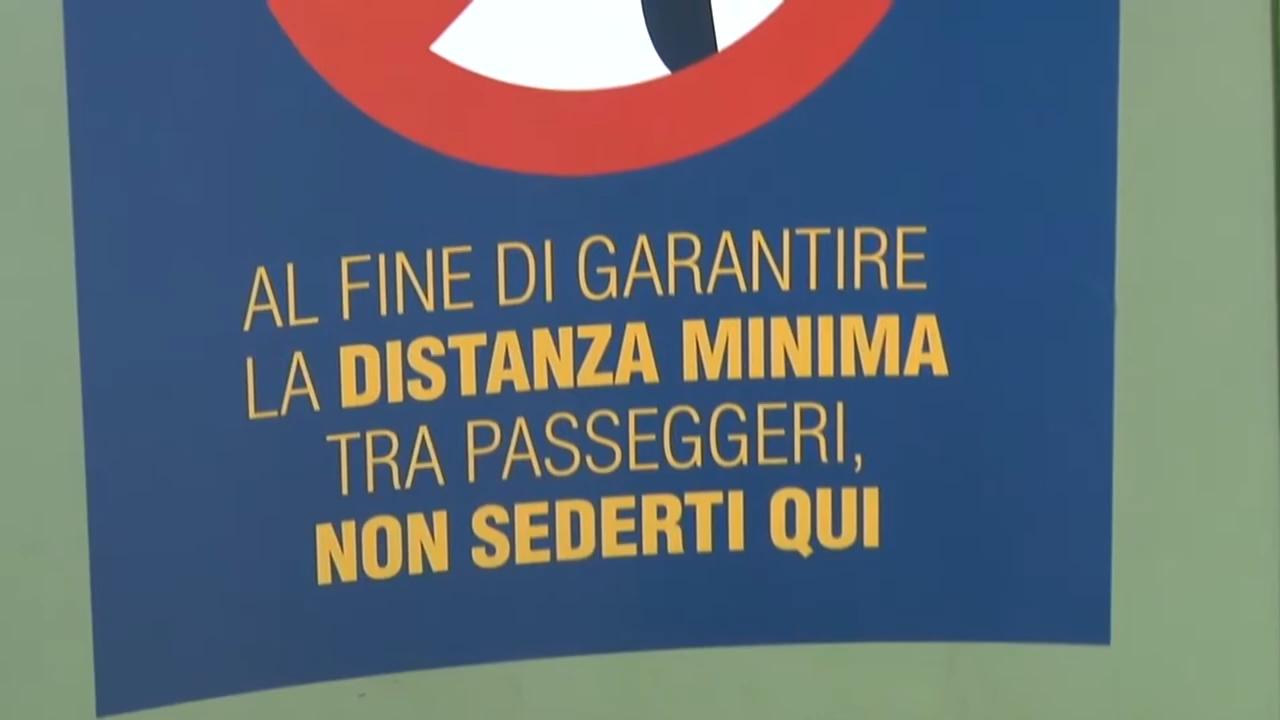 AL FINE DI GARANTIRE
LA DISTANZA MINIMA
TRA PASSEGGERI,
NON SEDERTI QUI